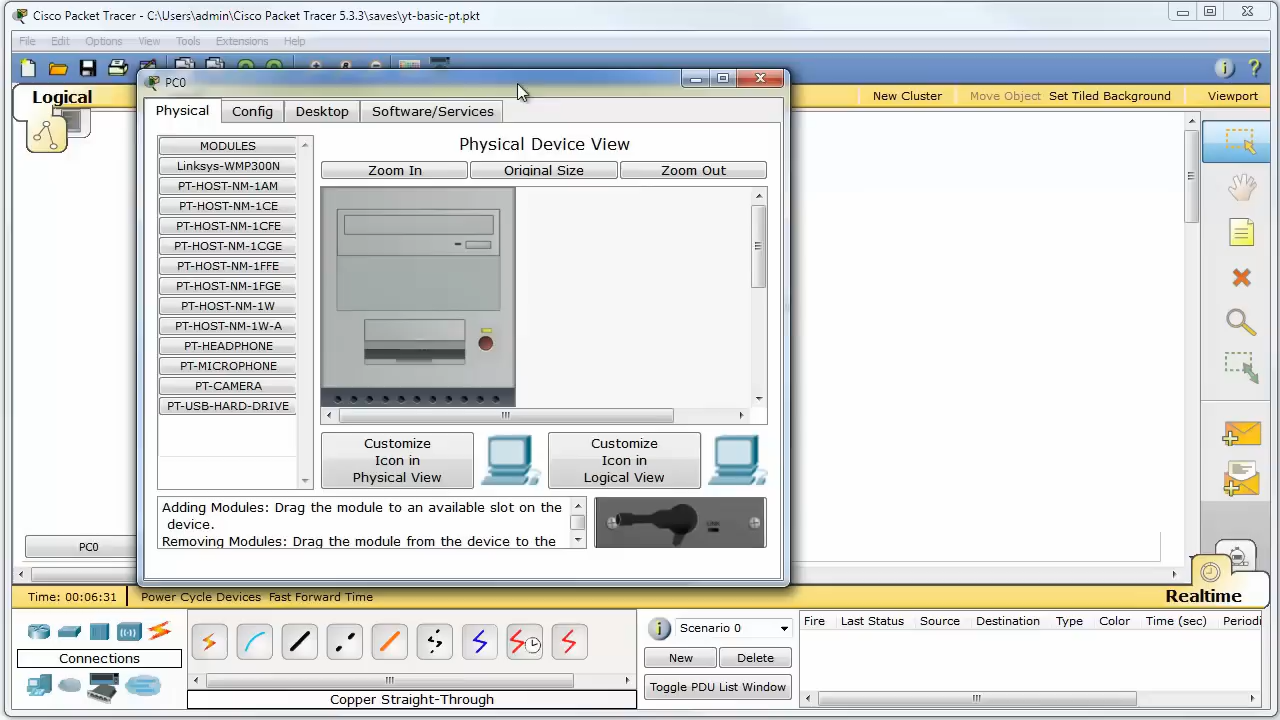 Cisco Packet Tracer - C:\Users\admin\Cisco Packet Tracer 5.3.3\saves\yt-basic-pt.pkt
File Edit Options View Tools Extensions Help
PC0
Logical
New Cluster Move Object Set Tiled Background Viewport
Physical Config Desktop Software/Services
MODULES
Linksys-WMP300N
PT-HOST-NM-1AM
PT-HOST-NM-1CE
PT-HOST-NM-1CFE
PT-HOST-NM-1CGE
PT-HOST-NM-1FFE
PT-HOST-NM-1FGE
PT-HOST-NM-1W
PT-HOST-NM-1W-A
PT-HEADPHONE
PT-MICROPHONE
PT-CAMERA
PT-USB-HARD-DRIVE
Physical Device View
Zoom In Original Size Zoom Out
Customize
Icon in
Physical View
Customize
Icon in
Logical View
Adding Modules: Drag the module to an available slot on the
device.
Removing Modules: Drag the module from the device to the
PC0
Time: 00:06:31 Power Cycle Devices Fast Forward Time
Realtime
Connections
Copper Straight-Through
Scenario 0
New Delete
Toggle PDU List Window
Fire Last Status Source Destination Type Color Time (sec) Periodi